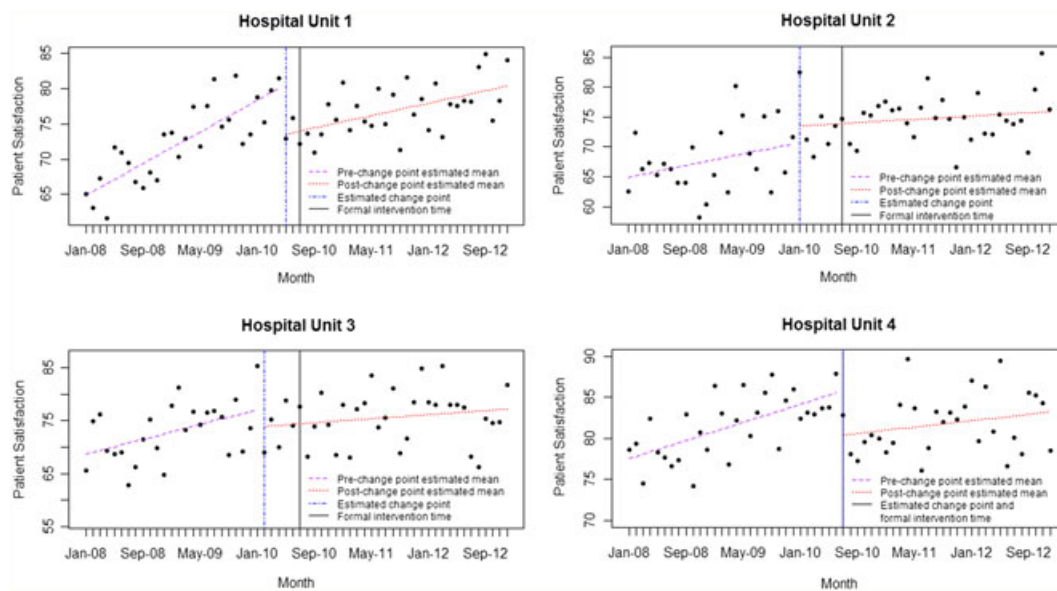 Hospital Unit 1
Patient Satisfaction
85
80
75
70
65
Pre-change point estimated mean
Post-change point estimated mean
Estimated change point
Formal intervention time
Jan-08 Sep-08 May-09 Jan-10 Sep-10 May-11 Jan-12 Sep-12
Month
Hospital Unit 2
Patient Satisfaction
85
80
75
70
65
60
Pre-change point estimated mean
Post-change point estimated mean
Estimated change point
Formal intervention time
Jan-08 Sep-08 May-09 Jan-10 Sep-10 May-11 Jan-12 Sep-12
Month
Hospital Unit 3
Patient Satisfaction
85
75
65
55
Pre-change point estimated mean
Post-change point estimated mean
Estimated change point
Formal intervention time
Jan-08 Sep-08 May-09 Jan-10 Sep-10 May-11 Jan-12 Sep-12
Month
Hospital Unit 4
Patient Satisfaction
90
85
80
75
70
Pre-change point estimated mean
Post-change point estimated mean
Estimated change point and
formal intervention time
Jan-08 Sep-08 May-09 Jan-10 Sep-10 May-11 Jan-12 Sep-12
Month